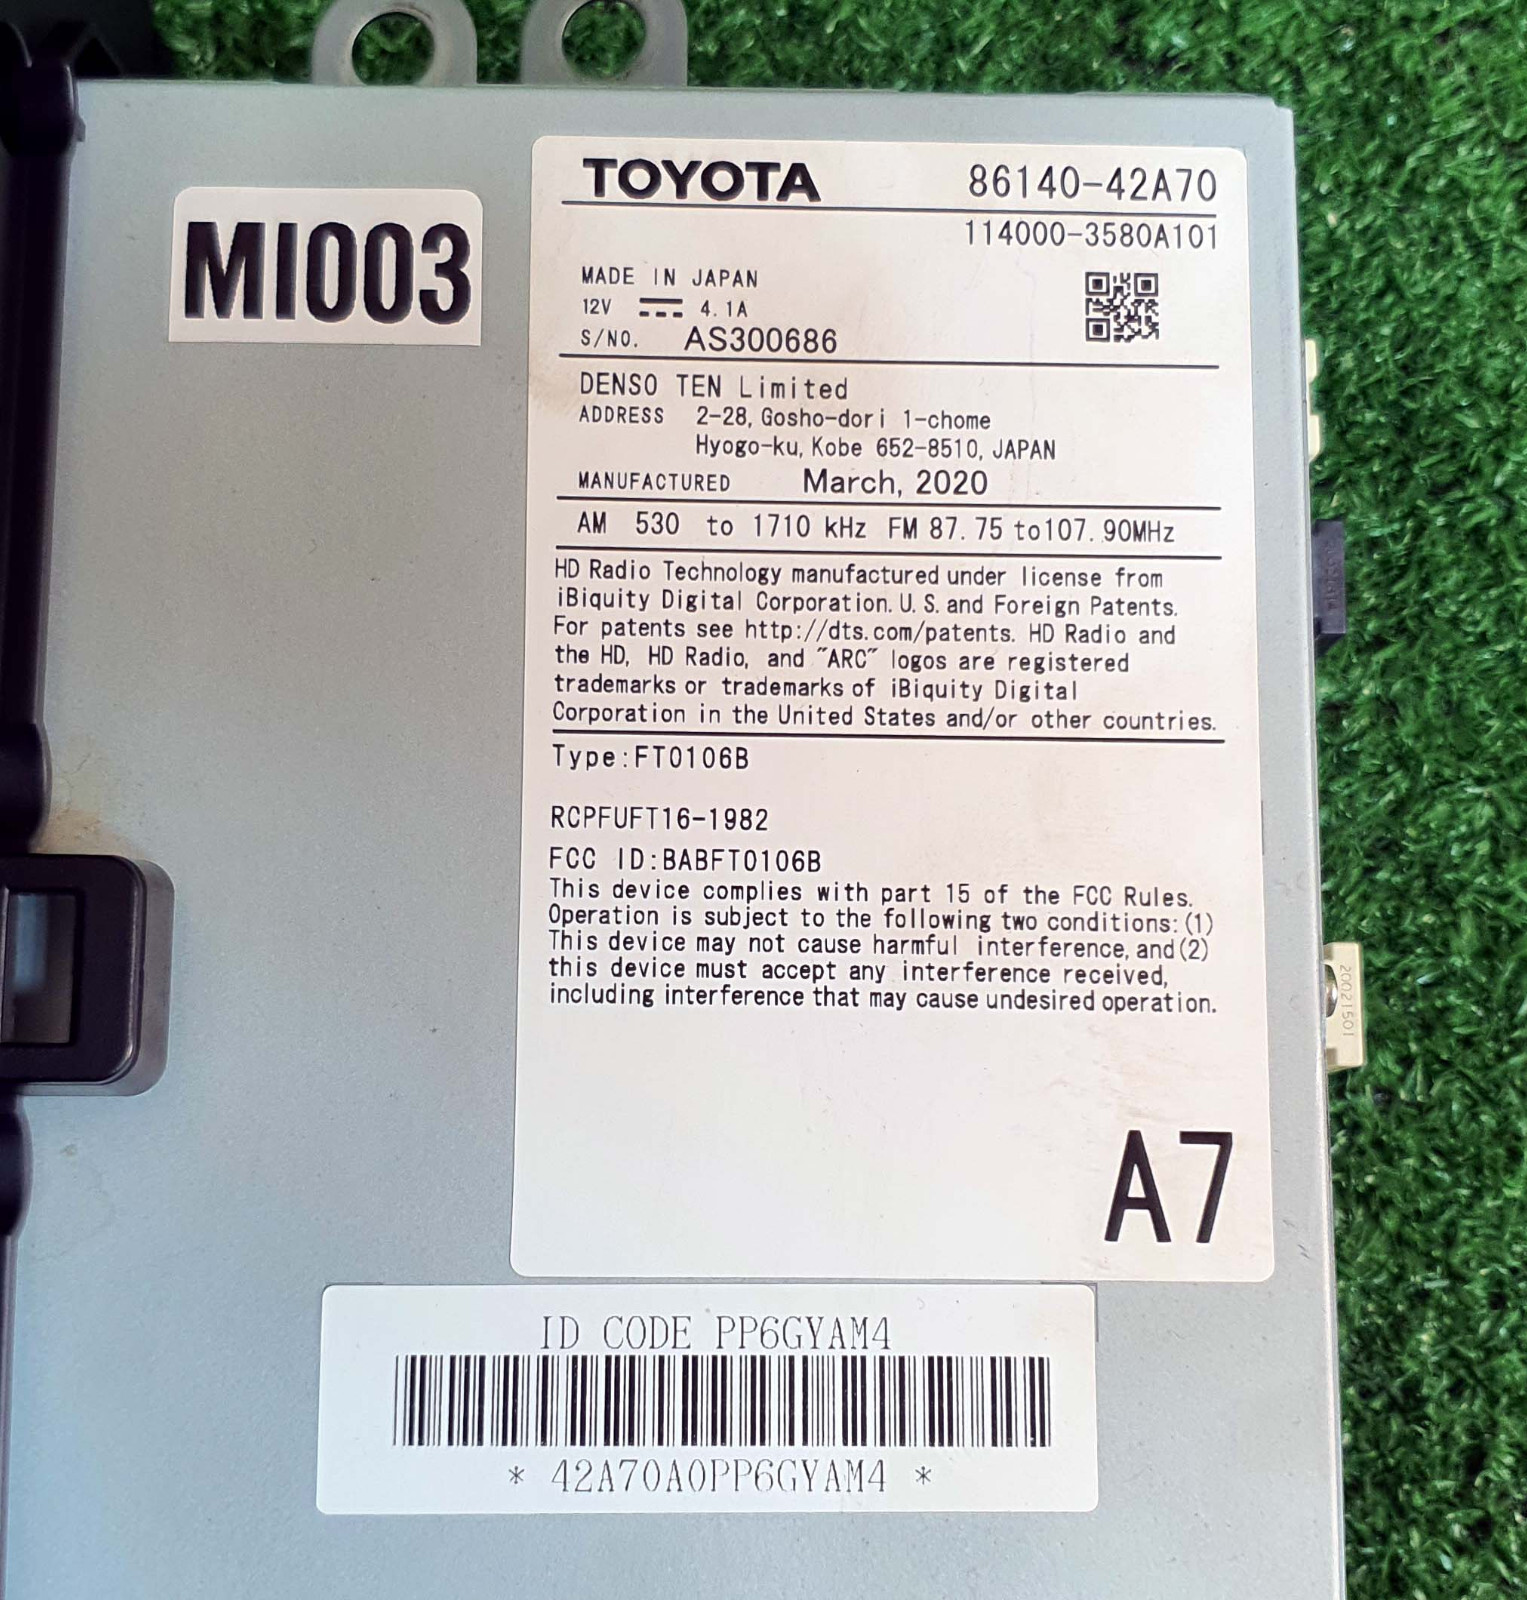 MI003
TOYOTA 86140-42A70
114000-3580A101
MADE IN JAPAN
12V 4.1A
S/NO. AS300686
DENSO TEN Limited
ADDRESS 2-28, Gosho-dori 1-chome
Hyogo-ku, Kobe 652-8510, JAPAN
MANUFACTURED March, 2020
AM 530 to 1710 kHz FM 87.75 to 107.90MHz
HD Radio Technology manufactured under license from
iBiquity Digital Corporation. U.S. and Foreign Patents.
For patents see http://dts.com/patents. HD Radio and
the HD, HD Radio, and "ARC" logos are registered
trademarks or trademarks of iBiquity Digital
Corporation in the United States and/or other countries.
Type:FT0106B
RCPFUFT16-1982
FCC ID:BABFT0106B
This device complies with part 15 of the FCC Rules.
Operation is subject to the following two conditions: (1)
This device may not cause harmful interference, and (2)
this device must accept any interference received,
including interference that may cause undesired operation.
A7
20021501
ID CODE PP6GYAM4
* 42A70A0PP6GYAM4 *